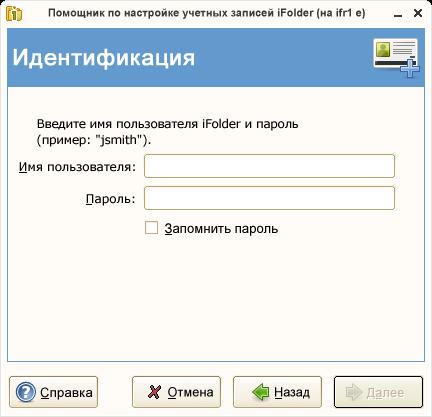 Помощник по настройке учетных записей iFolder (на ifr1 e)
Идентификация
Введите имя пользователя iFolder и пароль
(пример: "jsmith").
Имя пользователя:
Пароль:
Запомнить пароль
Справка
Отмена
Назад
Далее